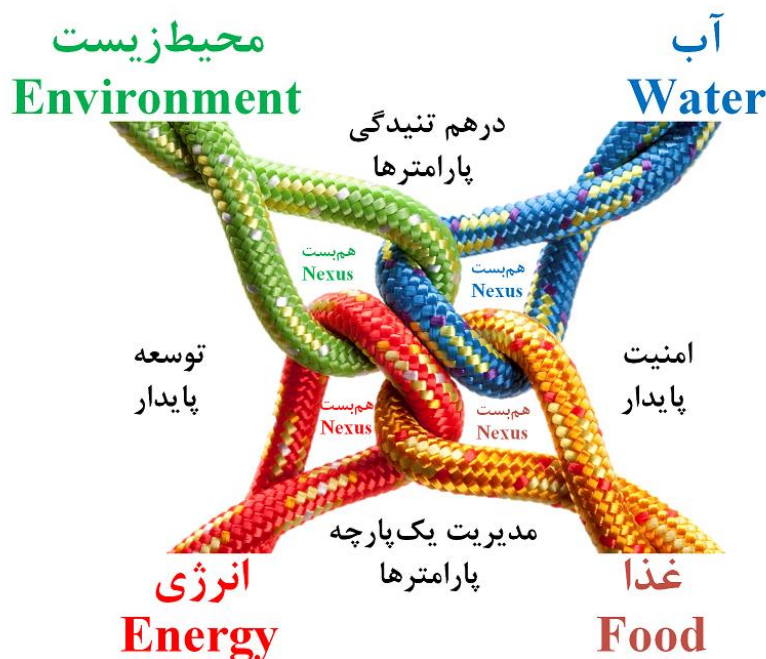 محیط‌زیست
Environment
آب
Water
درهم تنیدگی
پارامترها
هم‌بست
Nexus
هم‌بست
Nexus
توسعه
پایدار
امنیت
پایدار
هم‌بست
Nexus
هم‌بست
Nexus
مدیریت یک‌پارچه
پارامترها
انرژی
Energy
غذا
Food